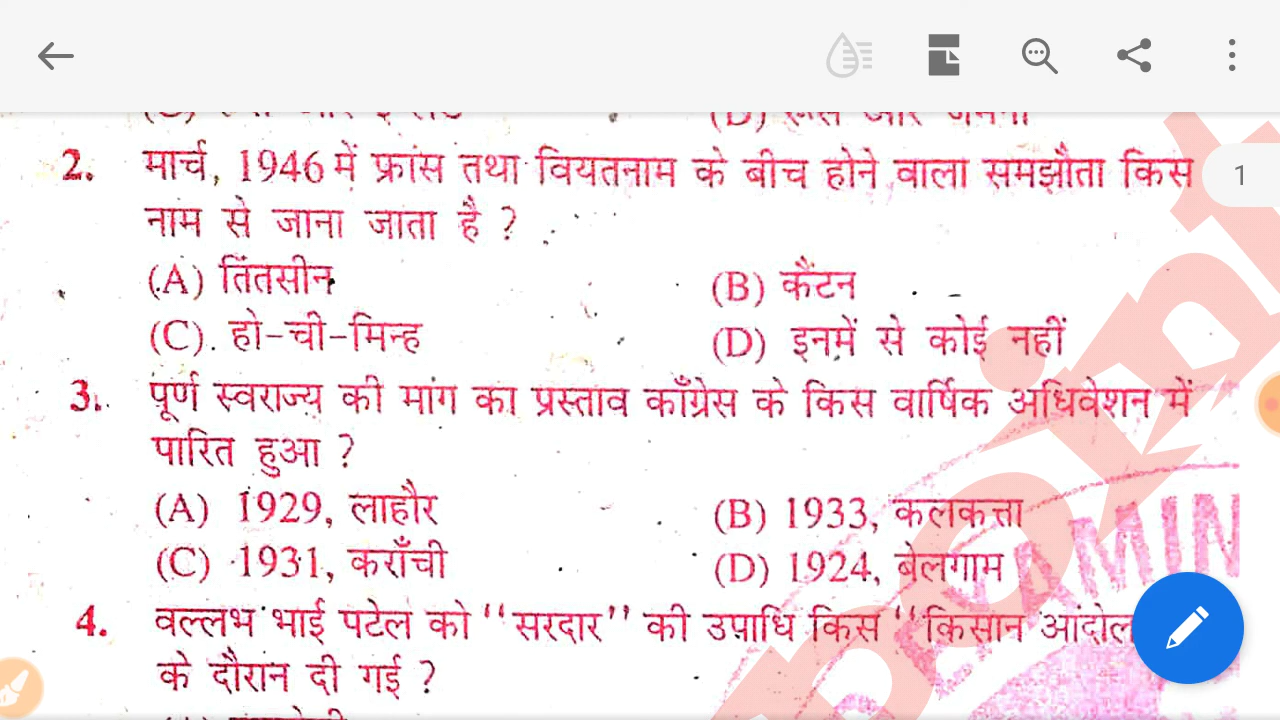 2. मार्च, 1946 में फ्रांस तथा वियतनाम के बीच होने वाला समझौता किस
1
नाम से जाना जाता है ?
(A) तिंतसीन (B) कैंटन
(C). हो-ची-मिन्ह (D) इनमें से कोई नहीं
3. पूर्ण स्वराज्य की मांग का प्रस्ताव काँग्रेस के किस वार्षिक अधिवेशन में
पारित हुआ ?
(A) 1929, लाहौर (B) 1933, कलकत्ता
(C) 1931, कराँची (D) 1924, बेलगाम
4. वल्लभ भाई पटेल को "सरदार" की उपाधि किस "किसान
के दौरान दी गई ?